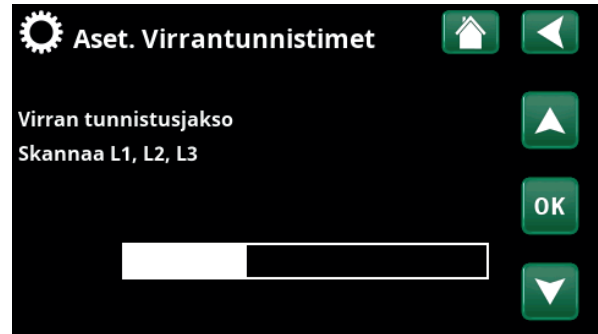 Aset. Virrantunnistimet
Virran tunnistusjakso
Skannaa L1, L2, L3
OK